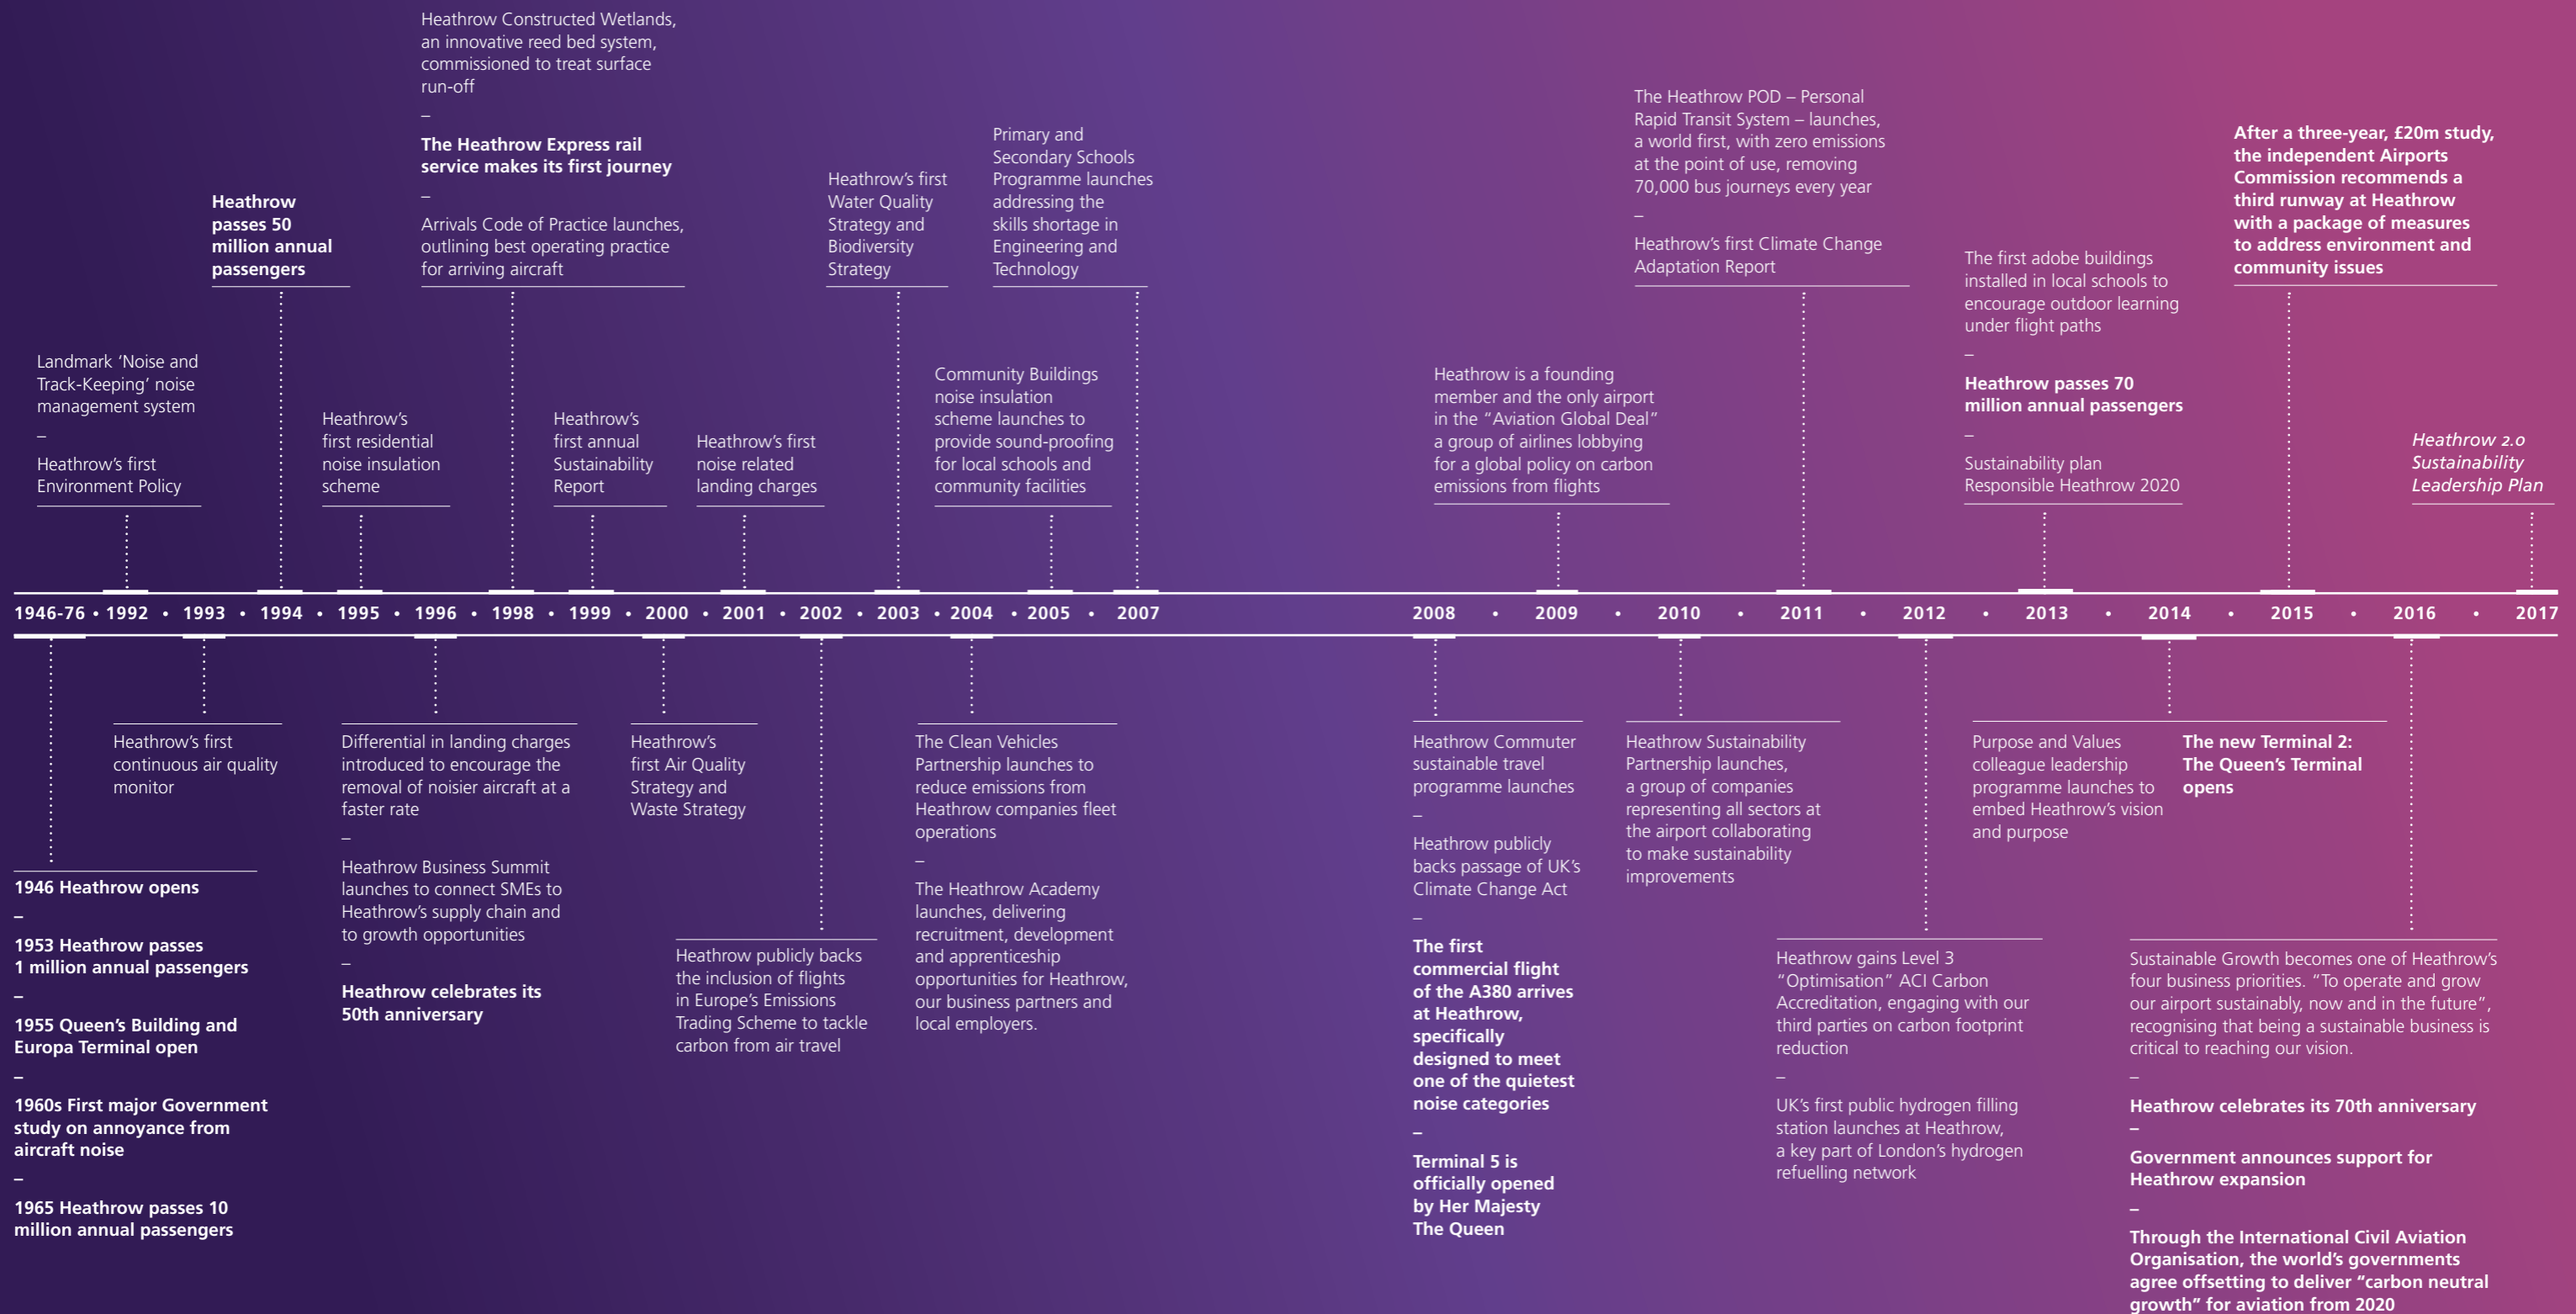 Landmark ‘Noise and
Track-Keeping’ noise
management system
–
Heathrow’s first
Environment Policy
Heathrow
passes 50
million annual
passengers
Heathrow’s
first residential
noise insulation
scheme
Heathrow Constructed Wetlands,
an innovative reed bed system,
commissioned to treat surface
run-off
–
The Heathrow Express rail
service makes its first journey
–
Arrivals Code of Practice launches,
outlining best operating practice
for arriving aircraft
Heathrow’s
first annual
Sustainability
Report
Heathrow’s first
noise related
landing charges
Heathrow’s first
Water Quality
Strategy and
Biodiversity
Strategy
Community Buildings
noise insulation
scheme launches to
provide sound-proofing
for local schools and
community facilities
Primary and
Secondary Schools
Programme launches
addressing the
skills shortage in
Engineering and
Technology
Heathrow is a founding
member and the only airport
in the “Aviation Global Deal”
a group of airlines lobbying
for a global policy on carbon
emissions from flights
The Heathrow POD – Personal
Rapid Transit System – launches,
a world first, with zero emissions
at the point of use, removing
70,000 bus journeys every year
–
Heathrow’s first Climate Change
Adaptation Report
The first adobe buildings
installed in local schools to
encourage outdoor learning
under flight paths
–
Heathrow passes 70
million annual passengers
–
Sustainability plan
Responsible Heathrow 2020
After a three-year, £20m study,
the independent Airports
Commission recommends a
third runway at Heathrow
with a package of measures
to address environment and
community issues
Heathrow 2.0
Sustainability
Leadership Plan
1946-76 • 1992 • 1993 • 1994 • 1995 • 1996 • 1998 • 1999 • 2000 • 2001 • 2002 • 2003 • 2004 • 2005 • 2007 2008 • 2009 • 2010 • 2011 • 2012 • 2013 • 2014 • 2015 • 2016 • 2017
1946 Heathrow opens
–
1953 Heathrow passes
1 million annual passengers
–
1955 Queen’s Building and
Europa Terminal open
–
1960s First major Government
study on annoyance from
aircraft noise
–
1965 Heathrow passes 10
million annual passengers
Heathrow’s first
continuous air quality
monitor
Differential in landing charges
introduced to encourage the
removal of noisier aircraft at a
faster rate
–
Heathrow Business Summit
launches to connect SMEs to
Heathrow’s supply chain and
to growth opportunities
–
Heathrow celebrates its
50th anniversary
Heathrow’s
first Air Quality
Strategy and
Waste Strategy
Heathrow publicly backs
the inclusion of flights
in Europe’s Emissions
Trading Scheme to tackle
carbon from air travel
The Clean Vehicles
Partnership launches to
reduce emissions from
Heathrow companies fleet
operations
–
The Heathrow Academy
launches, delivering
recruitment, development
and apprenticeship
opportunities for Heathrow,
our business partners and
local employers.
Heathrow Commuter
sustainable travel
programme launches
–
Heathrow publicly
backs passage of UK’s
Climate Change Act
–
The first
commercial flight
of the A380 arrives
at Heathrow,
specifically
designed to meet
one of the quietest
noise categories
–
Terminal 5 is
officially opened
by Her Majesty
The Queen
Heathrow Sustainability
Partnership launches,
a group of companies
representing all sectors at
the airport collaborating
to make sustainability
improvements
Heathrow gains Level 3
“Optimisation” ACI Carbon
Accreditation, engaging with our
third parties on carbon footprint
reduction
–
UK’s first public hydrogen filling
station launches at Heathrow,
a key part of London’s hydrogen
refuelling network
Purpose and Values
colleague leadership
programme launches to
embed Heathrow’s vision
and purpose
The new Terminal 2:
The Queen’s Terminal
opens
Sustainable Growth becomes one of Heathrow’s
four business priorities. “To operate and grow
our airport sustainably, now and in the future”,
recognising that being a sustainable business is
critical to reaching our vision.
–
Heathrow celebrates its 70th anniversary
–
Government announces support for
Heathrow expansion
–
Through the International Civil Aviation
Organisation, the world’s governments
agree offsetting to deliver “carbon neutral
growth” for aviation from 2020